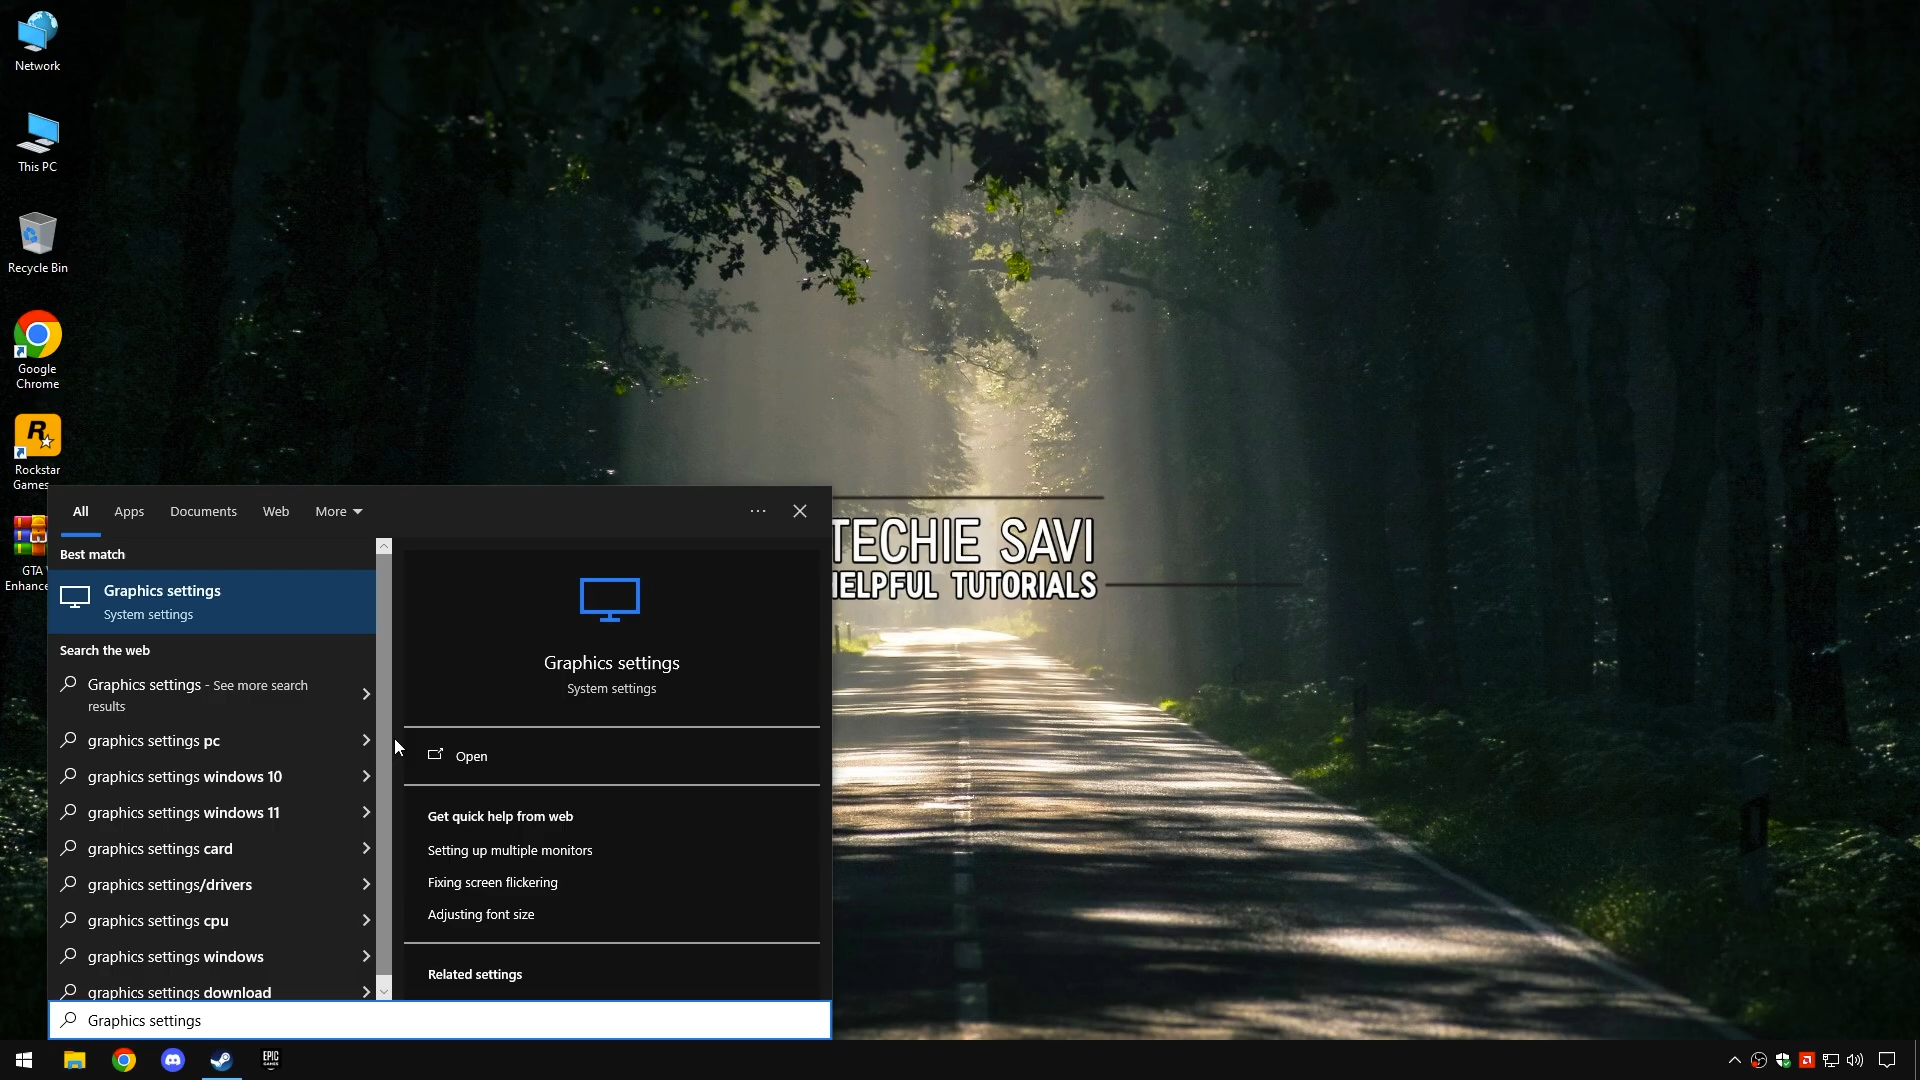 Network
This PC
Recycle Bin
Google
Chrome
Rockstar
Games
GTA
Enhance
All
Apps
Documents
Web
More
Best match
Graphics settings
System settings
Search the web
Graphics settings - See more search
results
graphics settings pc
graphics settings windows 10
graphics settings windows 11
graphics settings card
graphics settings/drivers
graphics settings cpu
graphics settings windows
graphics settings download
Graphics settings
System settings
Open
Get quick help from web
Setting up multiple monitors
Fixing screen flickering
Adjusting font size
Related settings
Graphics settings
TECHIE SAVI
HELPFUL TUTORIALS
EPIC
GAMES